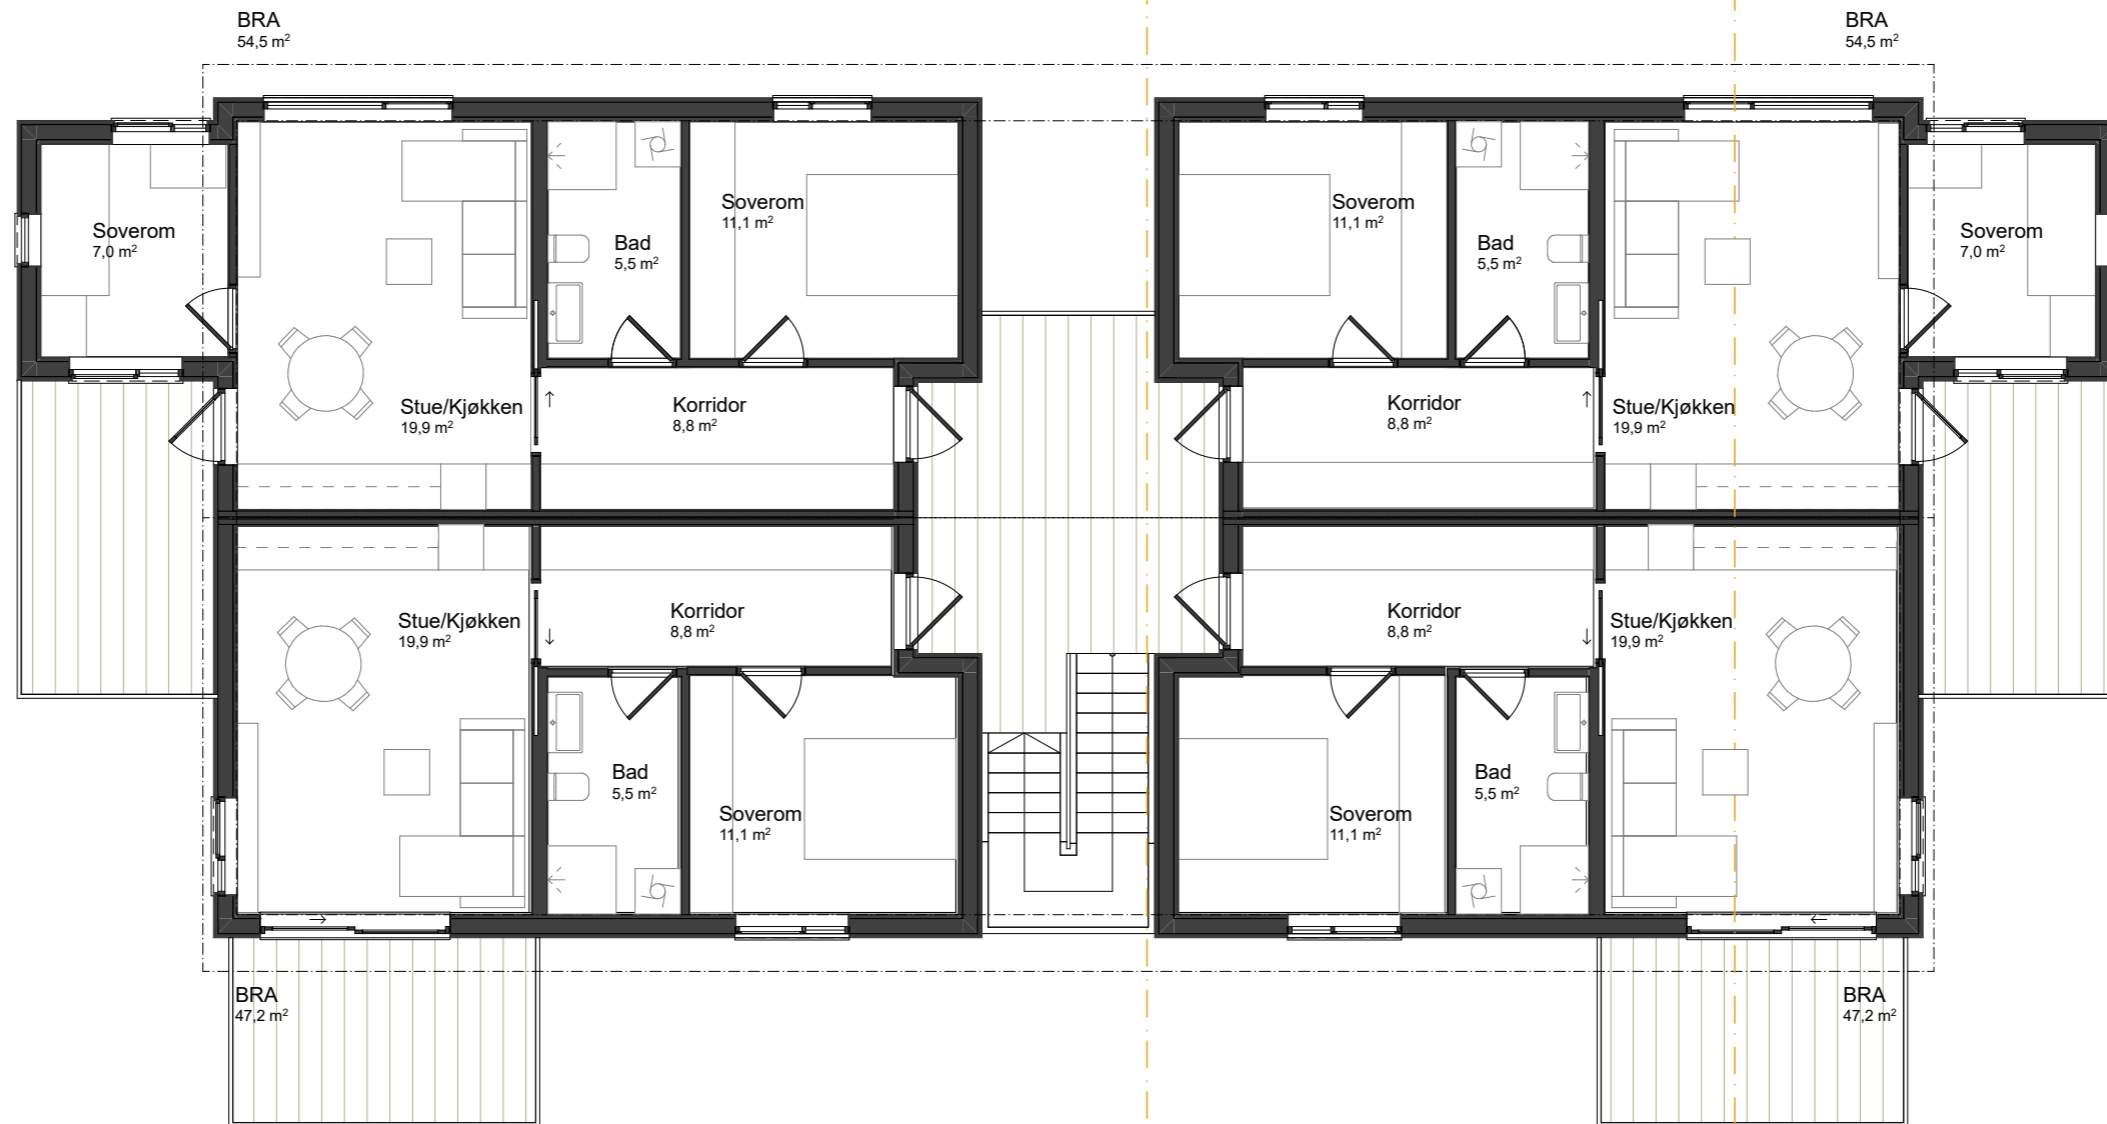 BRA
54,5 m²
BRA
54,5 m²
Soverom
7,0 m²
Bad
5,5 m²
Soverom
11,1 m²
Soverom
11,1 m²
Bad
5,5 m²
Soverom
7,0 m²
Stue/Kjøkken
19,9 m²
Korridor
8,8 m²
Korridor
8,8 m²
Stue/Kjøkken
19,9 m²
Stue/Kjøkken
19,9 m²
Korridor
8,8 m²
Korridor
8,8 m²
Stue/Kjøkken
19,9 m²
Bad
5,5 m²
Soverom
11,1 m²
Soverom
11,1 m²
Bad
5,5 m²
BRA
47,2 m²
BRA
47,2 m²